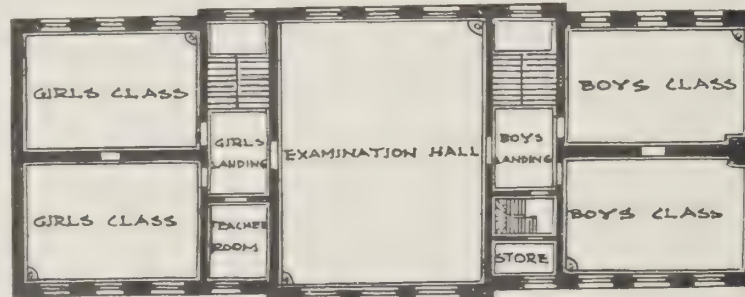 GIRLS CLASS
GIRLS LANDING
EXAMINATION HALL
BOYS LANDING
BOYS CLASS
GIRLS CLASS
TEACHER ROOM
STORE
BOYS CLASS